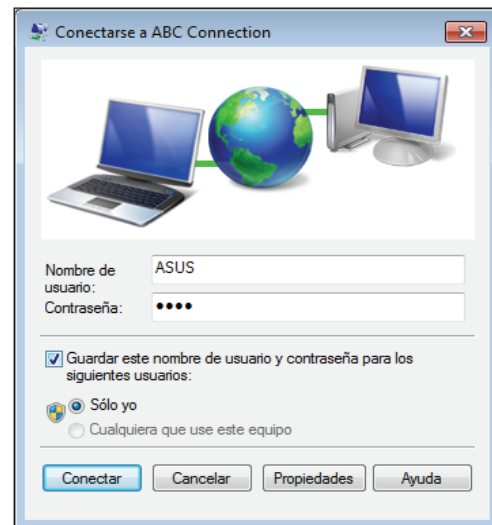 Conectarse a ABC Connection
Nombre de
usuario:
ASUS
Contraseña:
••••
Guardar este nombre de usuario y contraseña para los
siguientes usuarios:
Sólo yo
Cualquiera que use este equipo
Conectar
Cancelar
Propiedades
Ayuda